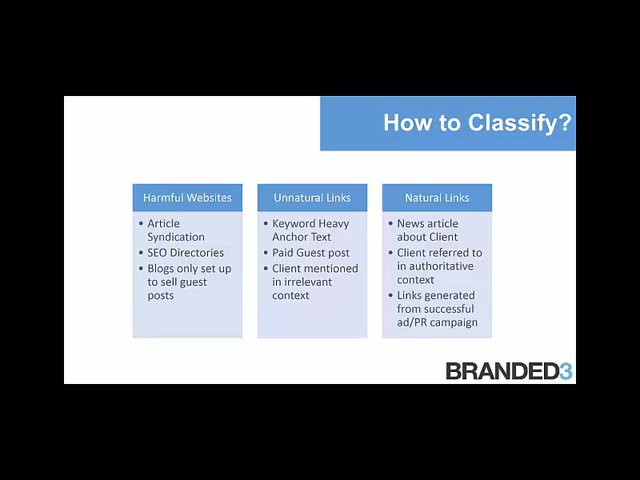 How to Classify?
Harmful Websites
• Article
Syndication
• SEO Directories
• Blogs only set up
to sell guest
posts
Unnatural Links
• Keyword Heavy
Anchor Text
• Paid Guest post
• Client mentioned
in irrelevant
context
Natural Links
• News article
about Client
• Client referred to
in authoritative
context
• Links generated
from successful
ad/PR campaign
BRANDED3